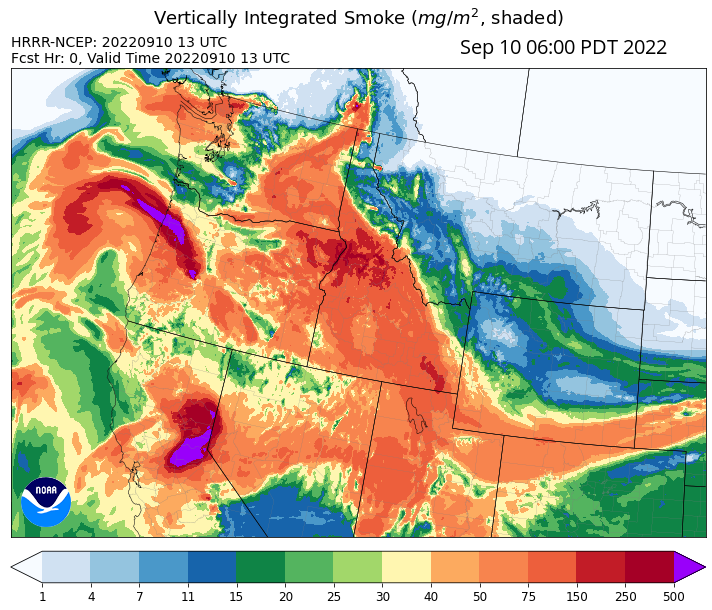 Vertically Integrated Smoke (mg/m², shaded)
HRRR-NCEP: 20220910 13 UTC
Sep 10 06:00 PDT 2022
Fcst Hr: 0, Valid Time 20220910 13 UTC
NOAA
1 4 7 11 15 20 25 30 40 50 75 150 250 500